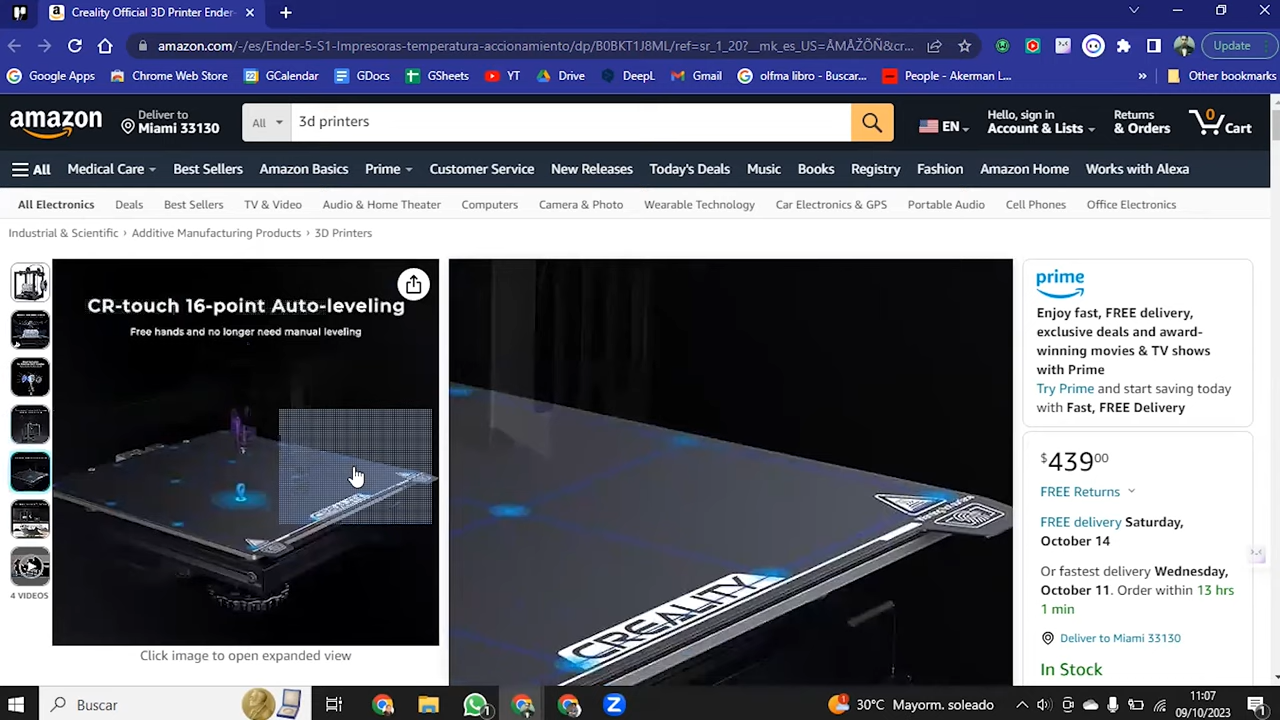 Creality Official 3D Printer Ender-
amazon.com/-/es/Ender-5-S1-Impresoras-temperatura-accionamiento/dp/B0BKT1J8ML/ref=sr_1_20?__mk_es_US=ÅMÅŽÕÑ&cr...
Update
Google Apps
Chrome Web Store
GCalendar
GDocs
GSheets
YT
Drive
DeepL
Gmail
olfma libro - Buscar...
People - Akerman L...
»
Other bookmarks
amazon
Deliver to
Miami 33130
All
3d printers
EN
Hello, sign in
Account & Lists
Returns
& Orders
0
Cart
All
Medical Care
Best Sellers
Amazon Basics
Prime
Customer Service
New Releases
Today's Deals
Music
Books
Registry
Fashion
Amazon Home
Works with Alexa
All Electronics
Deals
Best Sellers
TV & Video
Audio & Home Theater
Computers
Camera & Photo
Wearable Technology
Car Electronics & GPS
Portable Audio
Cell Phones
Office Electronics
Industrial & Scientific › Additive Manufacturing Products › 3D Printers
CR-touch 16-point Auto-leveling
Free hands and no longer need manual leveling
CREALITY
CREALITY
4 VIDEOS
Click image to open expanded view
prime
Enjoy fast, FREE delivery,
exclusive deals and award-
winning movies & TV shows
with Prime
Try Prime and start saving today
with Fast, FREE Delivery
$43900
FREE Returns
FREE delivery Saturday,
October 14
Or fastest delivery Wednesday,
October 11. Order within 13 hrs
1 min
Deliver to Miami 33130
In Stock
Buscar
1
30°C Mayorm. soleado
11:07
09/10/2023
1